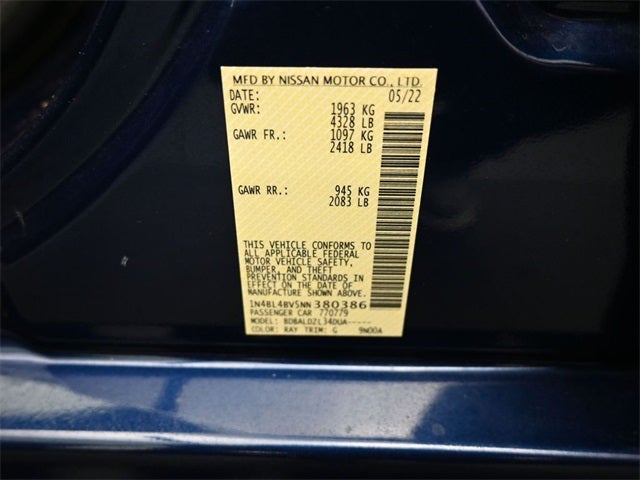 MFD BY NISSAN MOTOR CO., LTD.
DATE: 05/22
GVWR: 1963 KG
4328 LB
GAWR FR.: 1097 KG
2418 LB
GAWR RR.: 945 KG
2083 LB
THIS VEHICLE CONFORMS TO
ALL APPLICABLE FEDERAL
MOTOR VEHICLE SAFETY,
BUMPER, AND THEFT
PREVENTION STANDARDS IN
EFFECT ON THE DATE OF
MANUFACTURE SHOWN ABOVE.
1N4BL4BV5NN380386
PASSENGER CAR 770779
MODEL: BDBALDZL34DUA-----
COLOR: RAY TRIM: G 9N00A